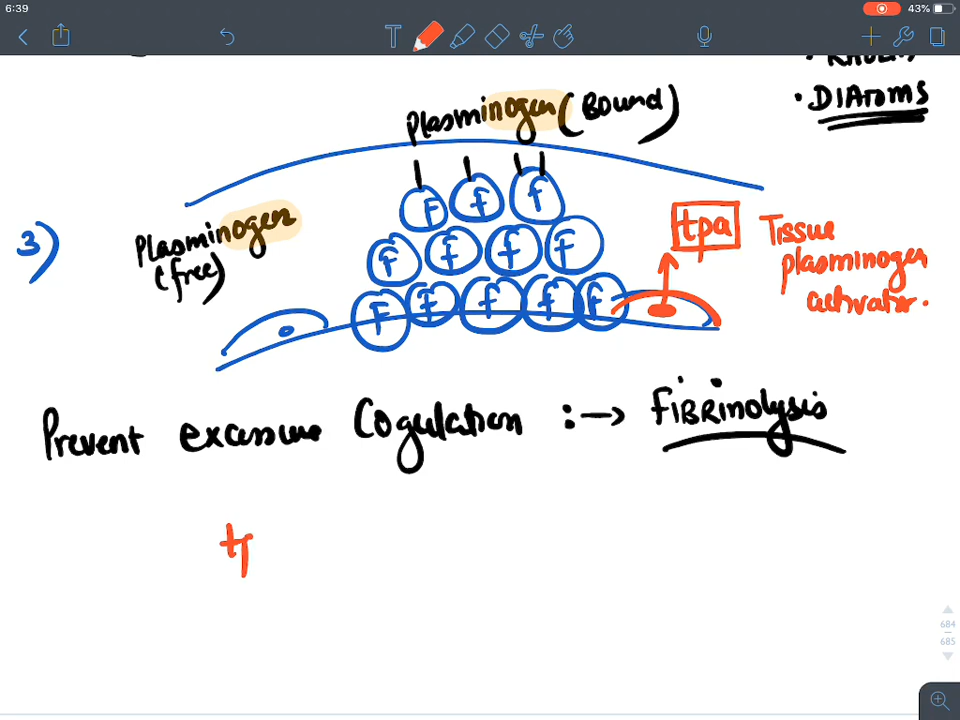 6:39
43%
T
• DIAToMS
Plasminogen (Bound)
3)
Plasminogen
(free)
F f f
f f f F
F f f f f
tpa
Tissue
plasminogen
activator.
Prevent excessive Cogulation :→ FiBRinolysis
tp
684
685